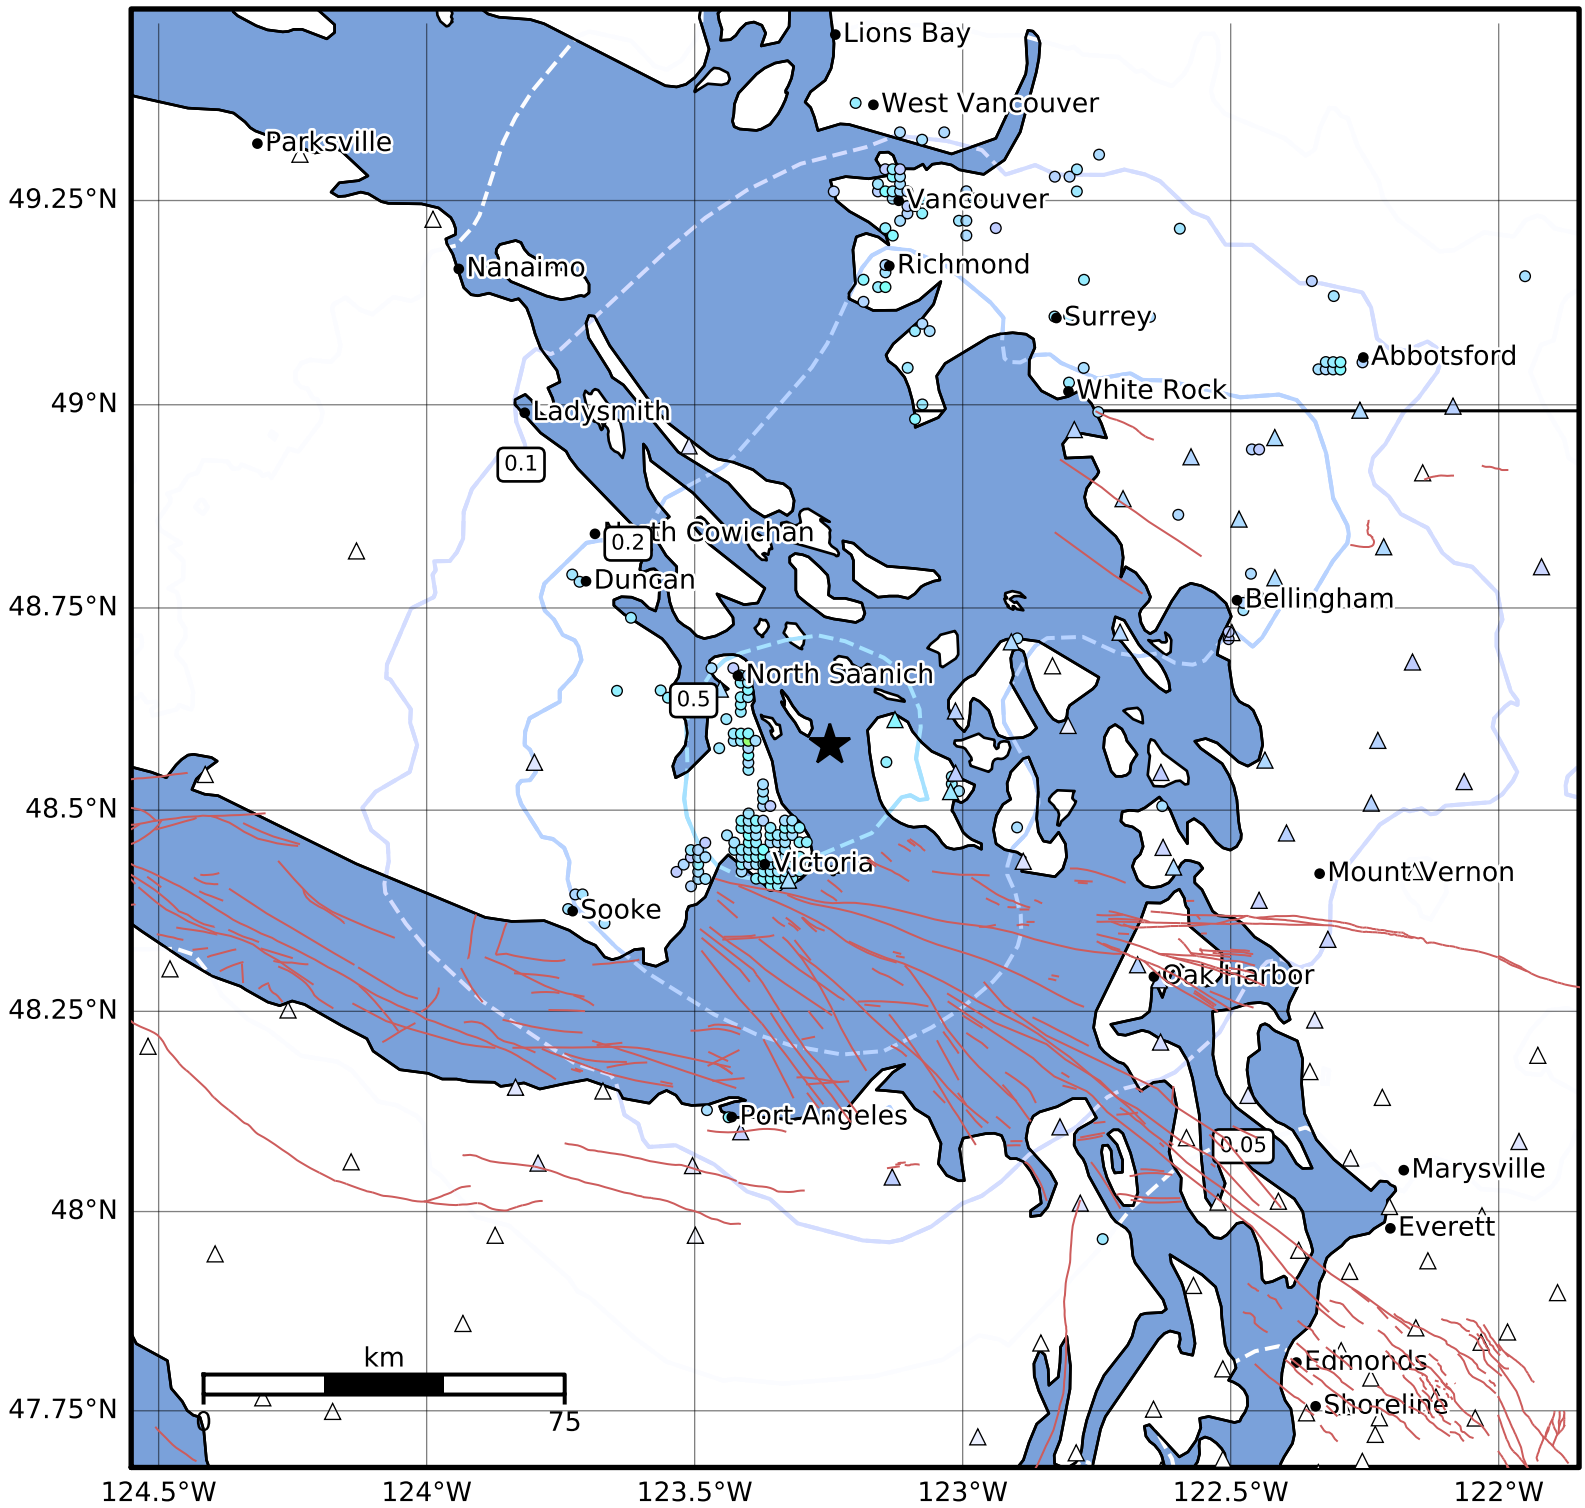 Lions Bay
West Vancouver
Parksville
49.25°N
Vancouver
Nanaimo
Richmond
Surrey
Abbotsford
White Rock
49°N
Ladysmith
0.1
North Cowichan
0.2
Duncan
48.75°N
Bellingham
North Saanich
0.5
48.5°N
Victoria
Mount Vernon
Sooke
Oak Harbor
48.25°N
Port Angeles
0.05
Marysville
48°N
Everett
km
Edmonds
Shoreline
47.75°N
0
75
124.5°W
124°W
123.5°W
123°W
122.5°W
122°W